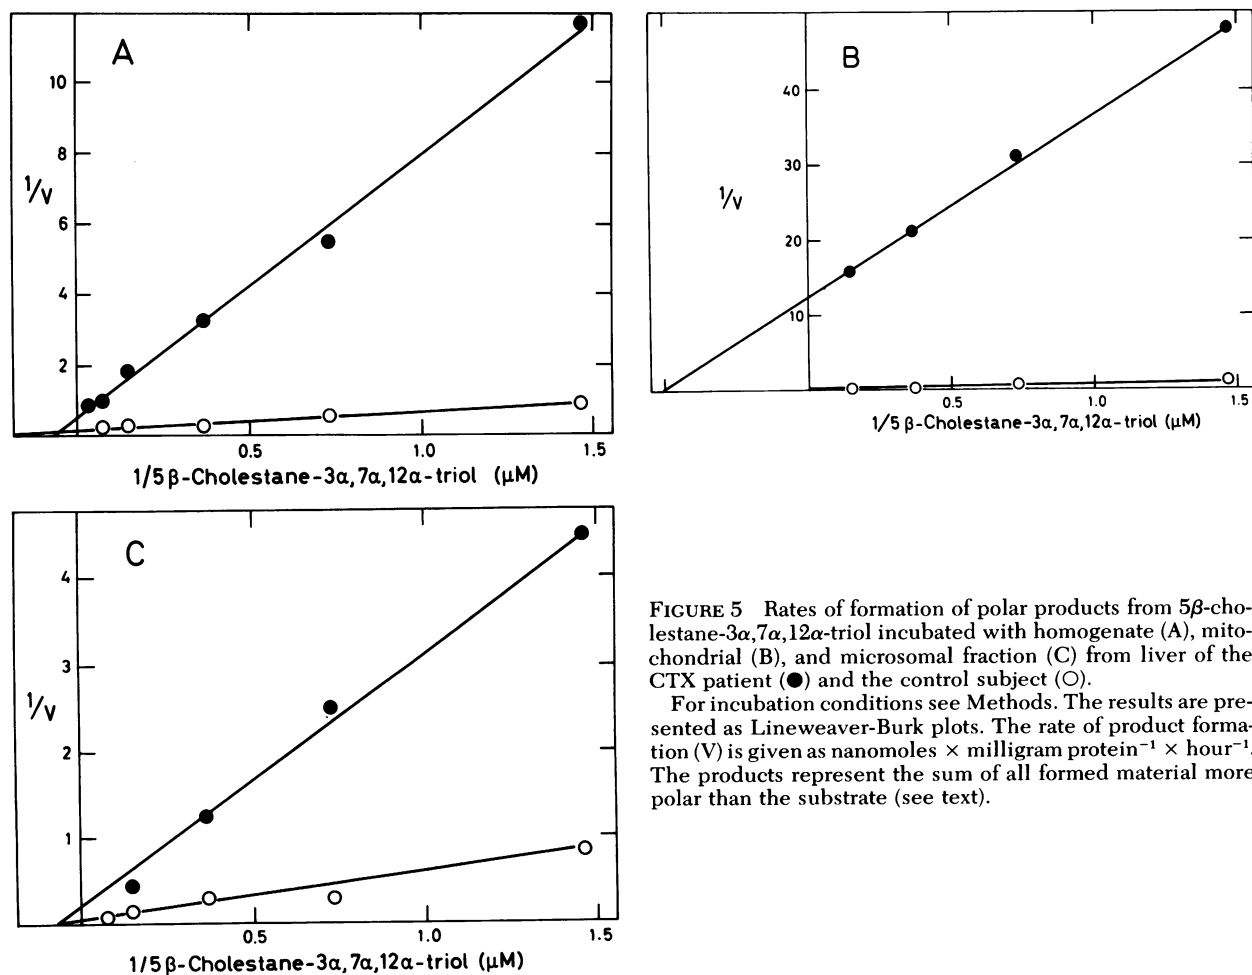 A
10
8
6
4
2
1/v
0.5
1.0
1.5
1/5β-Cholestane-3α,7α,12α-triol (μM)
B
40
30
20
10
1/v
0.5
1.0
1.5
1/5β-Cholestane-3α,7α,12α-triol (μM)
C
4
3
2
1
1/v
0.5
1.0
1.5
1/5β-Cholestane-3α,7α,12α-triol (μM)
FIGURE 5 Rates of formation of polar products from 5β-cho-
lestane-3α,7α,12α-triol incubated with homogenate (A), mito-
chondrial (B), and microsomal fraction (C) from liver of the
CTX patient (●) and the control subject (○).
For incubation conditions see Methods. The results are pre-
sented as Lineweaver-Burk plots. The rate of product forma-
tion (V) is given as nanomoles × milligram protein⁻¹ × hour⁻¹.
The products represent the sum of all formed material more
polar than the substrate (see text).